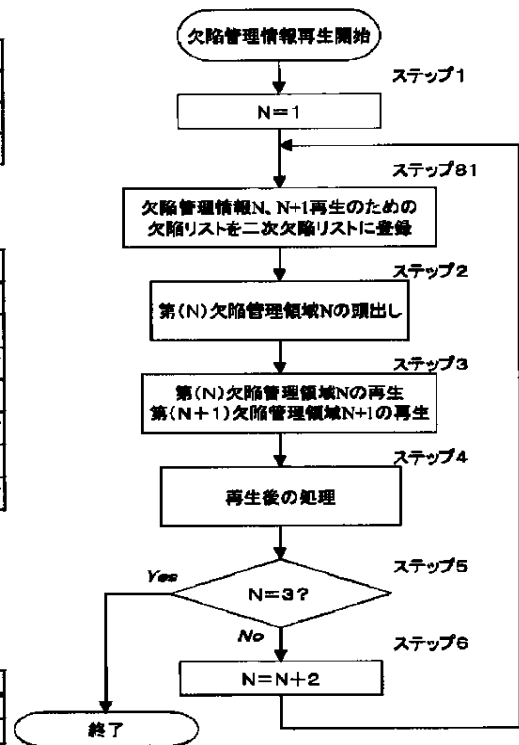 欠陥管理情報再生開始
ステップ1
N=1
ステップ81
欠陥管理情報N、N+1再生のための
欠陥リストを二次欠陥リストに登録
ステップ2
第(N)欠陥管理領域Nの頭出し
ステップ3
第(N)欠陥管理領域Nの再生
第(N+1)欠陥管理領域N+1の再生
ステップ4
再生後の処理
ステップ5
Yes
N=3?
No
ステップ6
N=N+2
終了